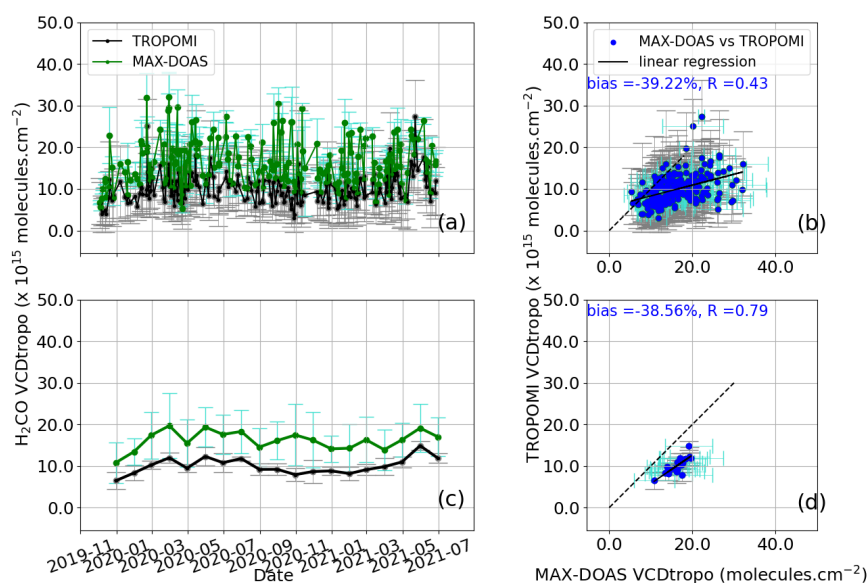 50.0
40.0
30.0
20.0
10.0
0.0
TROPOMI
MAX-DOAS
(a)
50.0
40.0
30.0
20.0
10.0
0.0
MAX-DOAS vs TROPOMI
linear regression
bias =-39.22%, R =0.43
(b)
0.0 20.0 40.0
H₂CO VCDtropo (x 10¹⁵ molecules.cm⁻²)
50.0
40.0
30.0
20.0
10.0
0.0
(c)
2019-11 2020-01 2020-03 2020-05 2020-07 2020-09 2020-11 2021-01 2021-03 2021-05 2021-07
Date
TROPOMI VCDtropo (x 10¹⁵ molecules.cm⁻²)
50.0
40.0
30.0
20.0
10.0
0.0
bias =-38.56%, R =0.79
(d)
0.0 20.0 40.0
MAX-DOAS VCDtropo (molecules.cm⁻²)